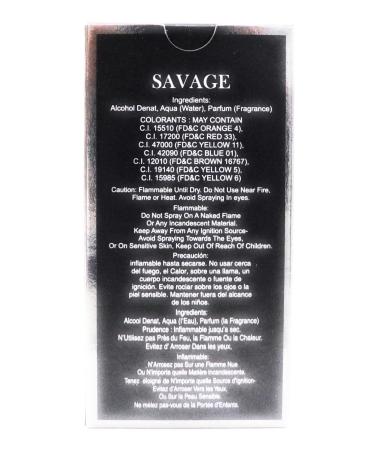 SAVAGE
Ingredients:
Alcohol Denat, Aqua (Water), Parfum (Fragrance)
COLORANTS : MAY CONTAIN
C.I. 15510 (FD&C ORANGE 4),
C.I. 17200 (FD&C RED 33),
C.I. 47000 (FD&C YELLOW 11),
C.I. 42090 (FD&C BLUE 01),
C.I. 12010 (FD&C BROWN 16767),
C.I. 19140 (FD&C YELLOW 5),
C.I. 15985 (FD&C YELLOW 6)
Caution: Flammable Until Dry. Do Not Use Near Fire,
Flame or Heat. Avoid Spraying In eyes.
Flammable:
Do Not Spray On A Naked Flame
Or Any Incandescent Material.
Keep Away From Any Ignition Source-
Avoid Spraying Towards The Eyes,
Or On Sensitive Skin, Keep Out Of Reach Of Children.
Precaución:
inflamable hasta secarse. No usar cerca
del fuego, el Calor, sobre una llama, un
cuerpo incandescente o fuente de
ignición. Evite rociar sobre los ojos o la
piel sensible. Mantener fuera del alcance
de los niños.
Ingredients:
Alcool Denat, Aqua (l'Eau), Parfum (la Fragrance)
Prudence : Inflammable jusqu'a sec.
N'Utilisez pas Près du Feu, la Flamme Ou la Chaleur.
Evitez d' Arroser Dans les yeux,
Inflammable:
N'Arrosez pas Sur une Flamme Nue
Ou N'importe quelle Matière Incandescente.
Tenez éloigné de N'importe quelle Source d'Ignition-
Evitez d'Arroser Vers les Yeux,
Ou Sur la Peau Sensible.
Ne melez pas-vous de la Portée d'Enfants.